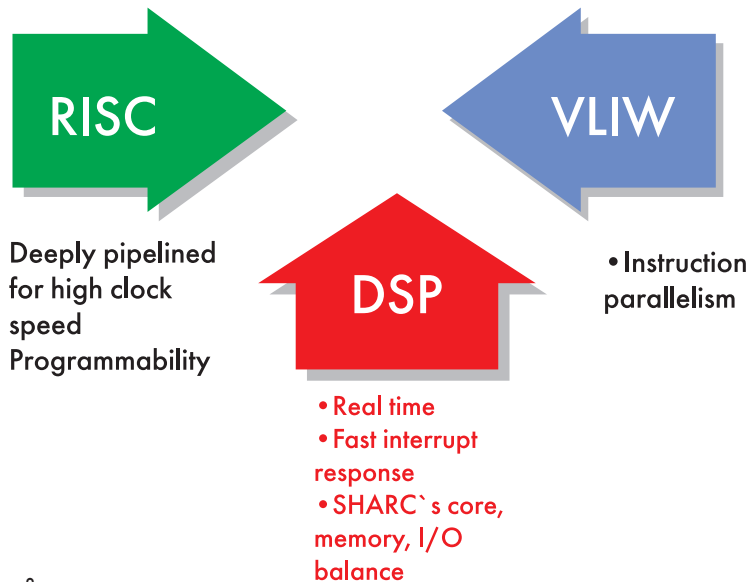 RISC
VLIW
Deeply pipelined
for high clock
speed
Programmability
DSP
•Instruction
parallelism
•Real time
•Fast interrupt
response
•SHARC`s core,
memory, I/O
balance